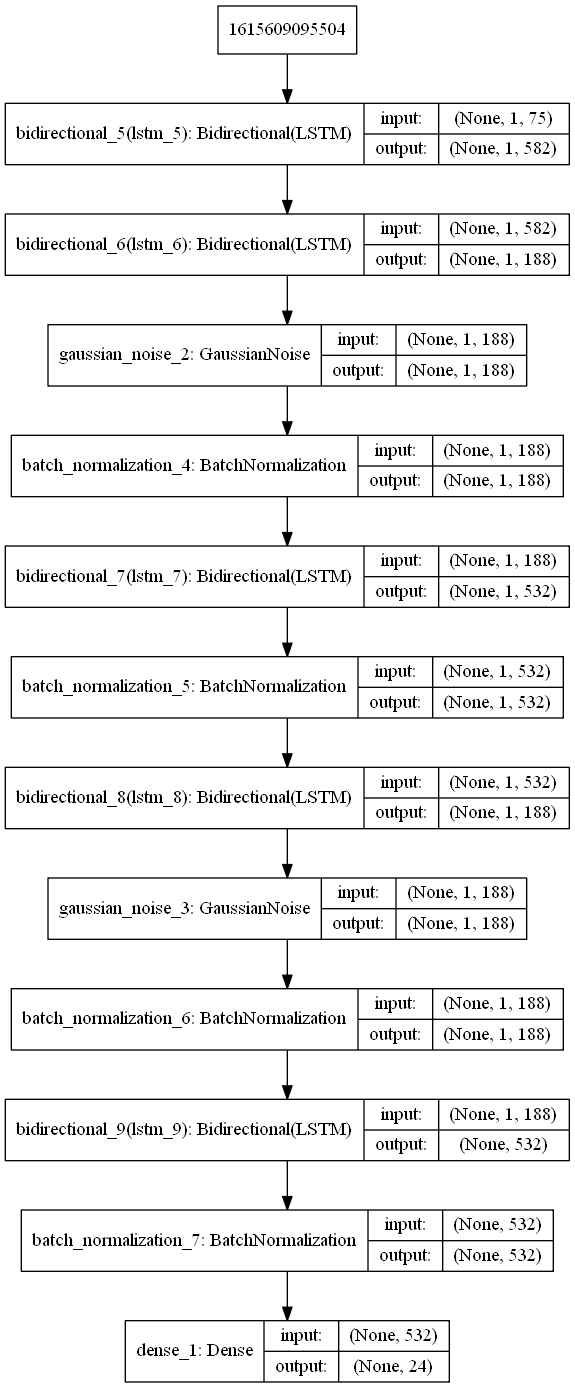 1615609095504
bidirectional_5(lstm_5): Bidirectional(LSTM)
input: (None, 1, 75)
output: (None, 1, 582)
bidirectional_6(lstm_6): Bidirectional(LSTM)
input: (None, 1, 582)
output: (None, 1, 188)
gaussian_noise_2: GaussianNoise
input: (None, 1, 188)
output: (None, 1, 188)
batch_normalization_4: BatchNormalization
input: (None, 1, 188)
output: (None, 1, 188)
bidirectional_7(lstm_7): Bidirectional(LSTM)
input: (None, 1, 188)
output: (None, 1, 532)
batch_normalization_5: BatchNormalization
input: (None, 1, 532)
output: (None, 1, 532)
bidirectional_8(lstm_8): Bidirectional(LSTM)
input: (None, 1, 532)
output: (None, 1, 188)
gaussian_noise_3: GaussianNoise
input: (None, 1, 188)
output: (None, 1, 188)
batch_normalization_6: BatchNormalization
input: (None, 1, 188)
output: (None, 1, 188)
bidirectional_9(lstm_9): Bidirectional(LSTM)
input: (None, 1, 188)
output: (None, 532)
batch_normalization_7: BatchNormalization
input: (None, 532)
output: (None, 532)
dense_1: Dense
input: (None, 532)
output: (None, 24)